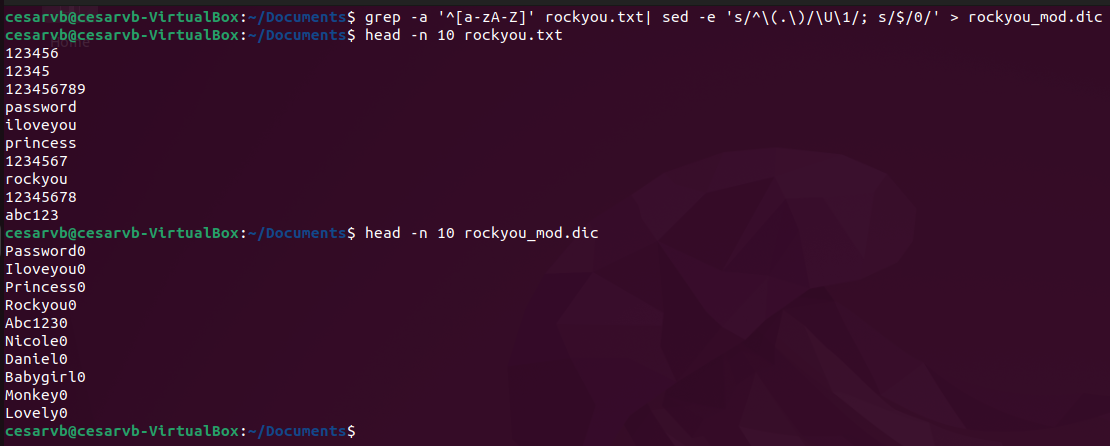 cesarvb@cesarvb-VirtualBox:~/Documents$ grep -a '^[a-zA-Z]' rockyou.txt| sed -e 's/^\(.\)/\U\1/; s/$/0/' > rockyou_mod.dic
cesarvb@cesarvb-VirtualBox:~/Documents$ head -n 10 rockyou.txt
Home
123456
12345
123456789
password
iloveyou
princess
1234567
rockyou
12345678
abc123
cesarvb@cesarvb-VirtualBox:~/Documents$ head -n 10 rockyou_mod.dic
Password0
Iloveyou0
Princess0
Rockyou0
Abc1230
Nicole0
Daniel0
Babygirl0
Monkey0
Lovely0
cesarvb@cesarvb-VirtualBox:~/Documents$